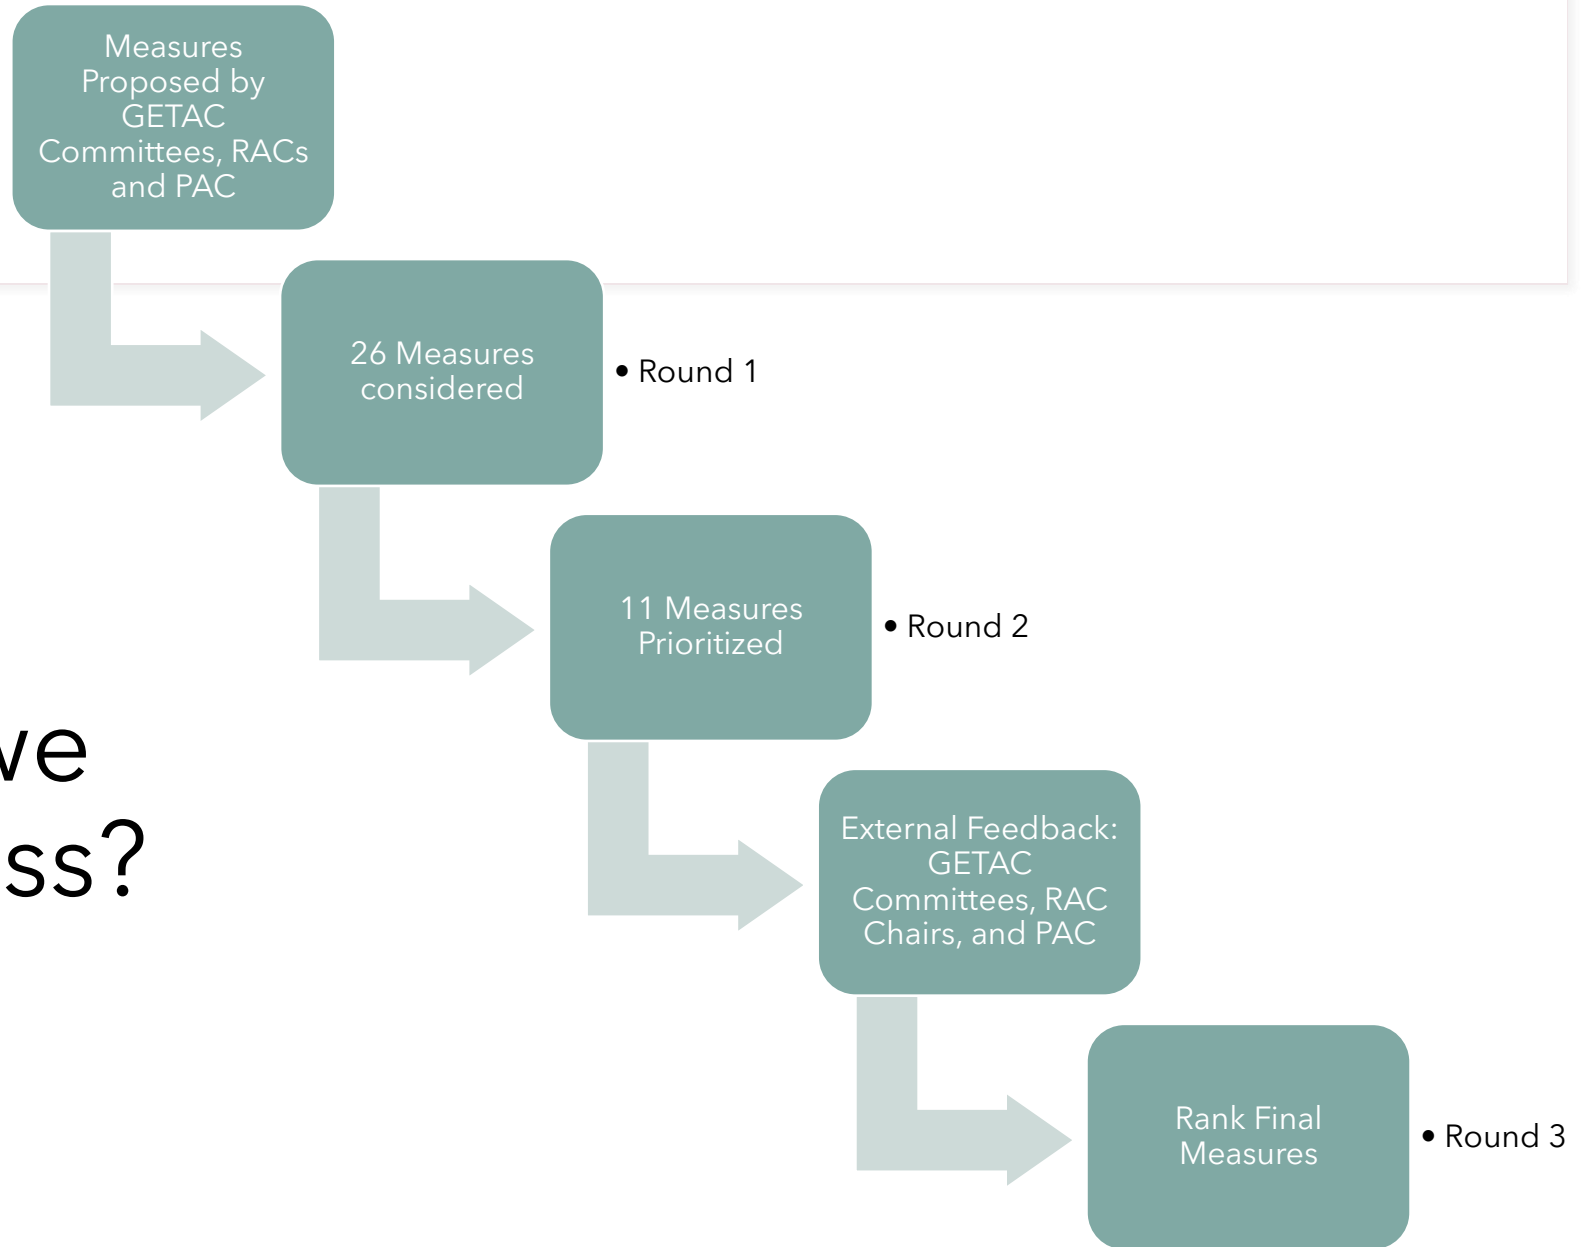 Measures
Proposed by
GETAC
Committees, RACs
and PAC
26 Measures
considered
• Round 1
11 Measures
Prioritized
• Round 2
External Feedback:
GETAC
Committees, RAC
Chairs, and PAC
Rank Final
Measures
• Round 3
ve
ss?